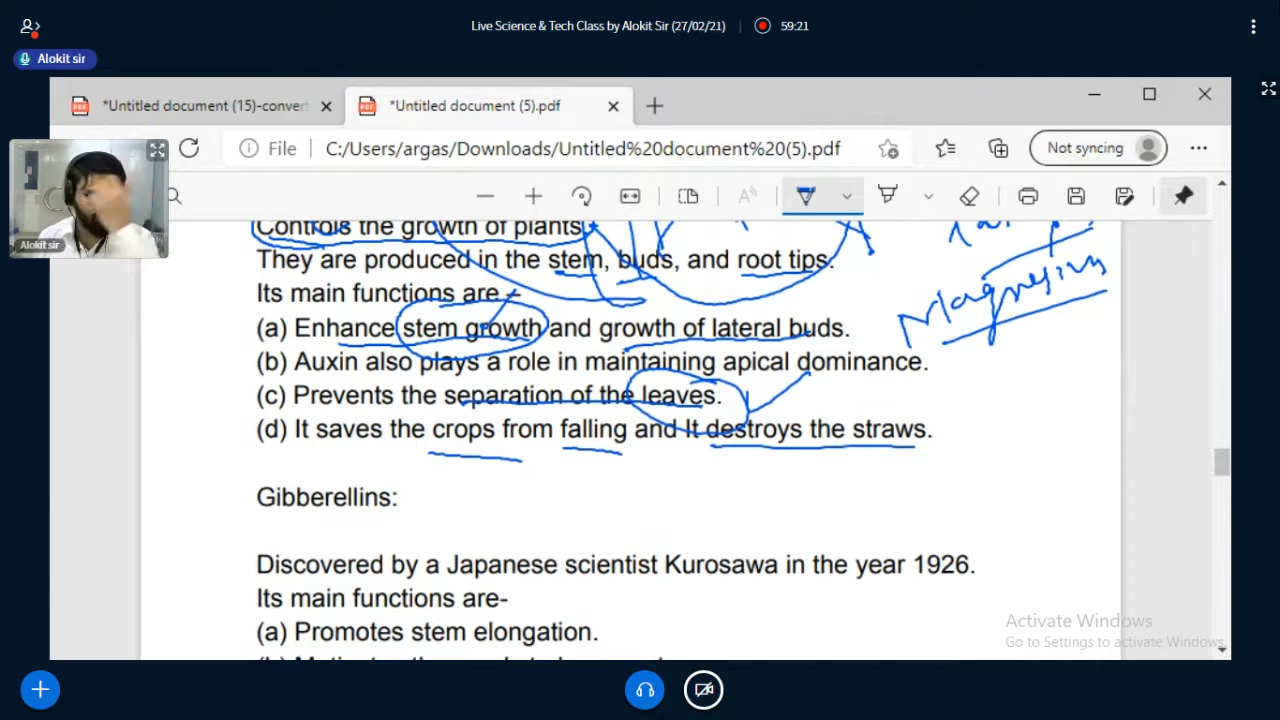 Live Science & Tech Class by Alokit Sir (27/02/21)
59:21
Alokit sir
*Untitled document (15)-convert
*Untitled document (5).pdf
File
C:/Users/argas/Downloads/Untitled%20document%20(5).pdf
Not syncing
Alokit sir
Controls the growth of plants
They are produced in the stem, buds, and root tips.
Magnesium
Its main functions are -
(a) Enhance stem growth and growth of lateral buds.
(b) Auxin also plays a role in maintaining apical dominance.
(c) Prevents the separation of the leaves.
(d) It saves the crops from falling and It destroys the straws.
Gibberellins:
Discovered by a Japanese scientist Kurosawa in the year 1926.
Its main functions are-
(a) Promotes stem elongation.
Activate Windows
Go to Settings to activate Windows.